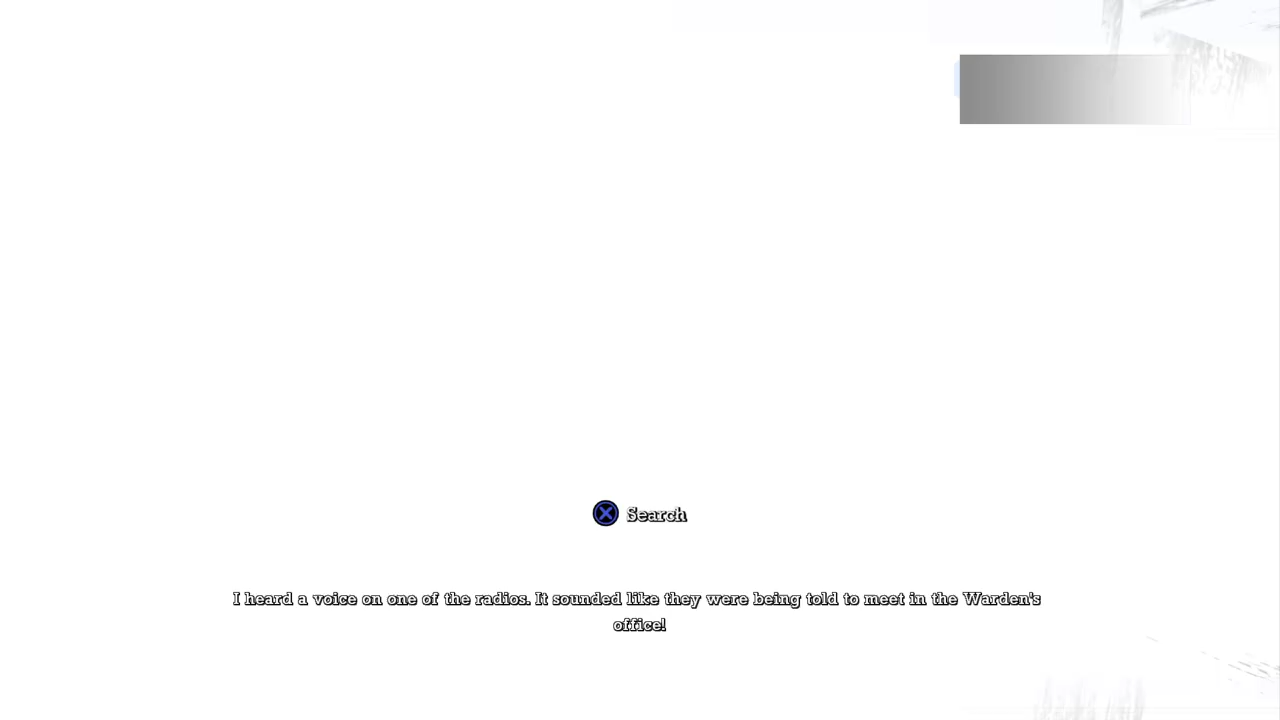 Search
I heard a voice on one of the radios. It sounded like they were being told to meet in the Warden's
office!